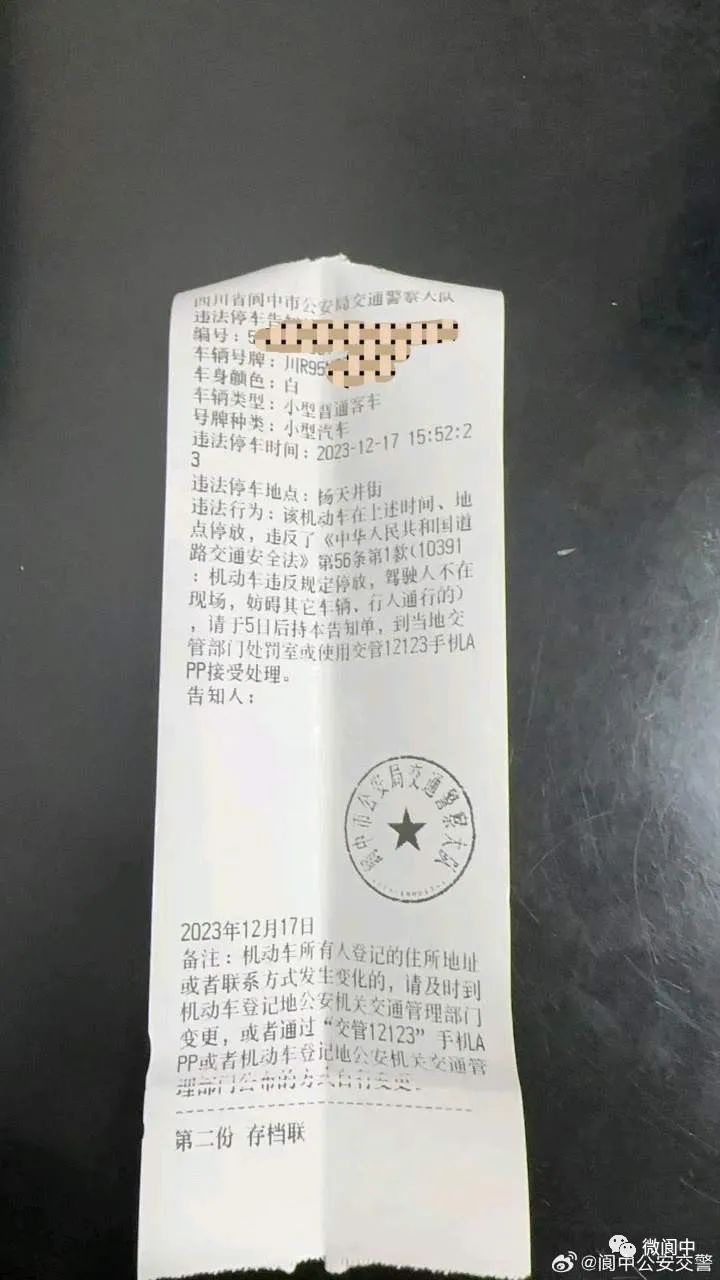 四川省阆中市公安局交通警察大队
违法停车告知
编号：5
车辆号牌：川R95
车身颜色：白
车辆类型：小型普通客车
号牌种类：小型汽车
违法停车时间：2023-12-17 15:52:2
3
违法停车地点：杨天井街
违法行为：该机动车在上述时间、地
点停放，违反了《中华人民共和国道
路交通安全法》第56条第1款(10391
：机动车违反规定停放，驾驶人不在
现场，妨碍其它车辆、行人通行的）
，请于5日后持本告知单，到当地交
管部门处罚室或使用交管12123手机A
PP接受处理。
告知人：
阆中市公安局交通警察大队
2023年12月17日
备注：机动车所有人登记的住所地址
或者联系方式发生变化的，请及时到
机动车登记地公安机关交通管理部门
变更，或者通过“交管12123”手机A
PP或者机动车登记地公安机关交通管
理部门公布的方式自行变更。
第二份 存档联
微阆中
@阆中公安交警